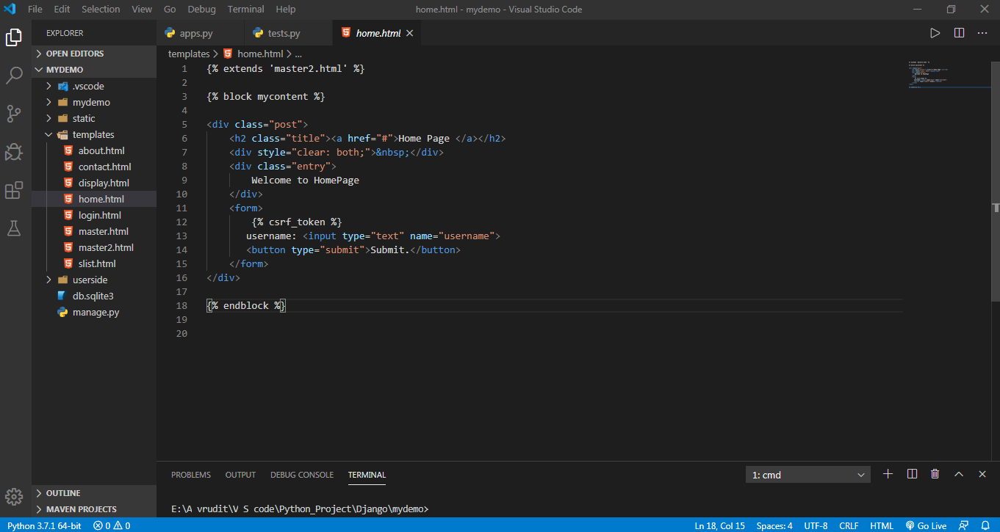 File Edit Selection View Go Debug Terminal Help home.html - mydemo - Visual Studio Code
EXPLORER
OPEN EDITORS
MYDEMO
.vscode
mydemo
static
templates
about.html
contact.html
display.html
home.html
login.html
master.html
master2.html
slist.html
userside
db.sqlite3
manage.py
OUTLINE
MAVEN PROJECTS
apps.py tests.py home.html
templates > home.html > ...
1 {% extends 'master2.html' %}
2
3 {% block mycontent %}
4
5 <div class="post">
6 <h2 class="title"><a href="#">Home Page </a></h2>
7 <div style="clear: both;">&nbsp;</div>
8 <div class="entry">
9 Welcome to HomePage
10 </div>
11 <form>
12 {% csrf_token %}
13 username: <input type="text" name="username">
14 <button type="submit">Submit.</button>
15 </form>
16 </div>
17
18 {% endblock %}
19
20
PROBLEMS OUTPUT DEBUG CONSOLE TERMINAL 1: cmd
E:\A vrudit\V S code\Python_Project\Django\mydemo>
Python 3.7.1 64-bit 0 0 Ln 18, Col 15 Spaces: 4 UTF-8 CRLF HTML Go Live